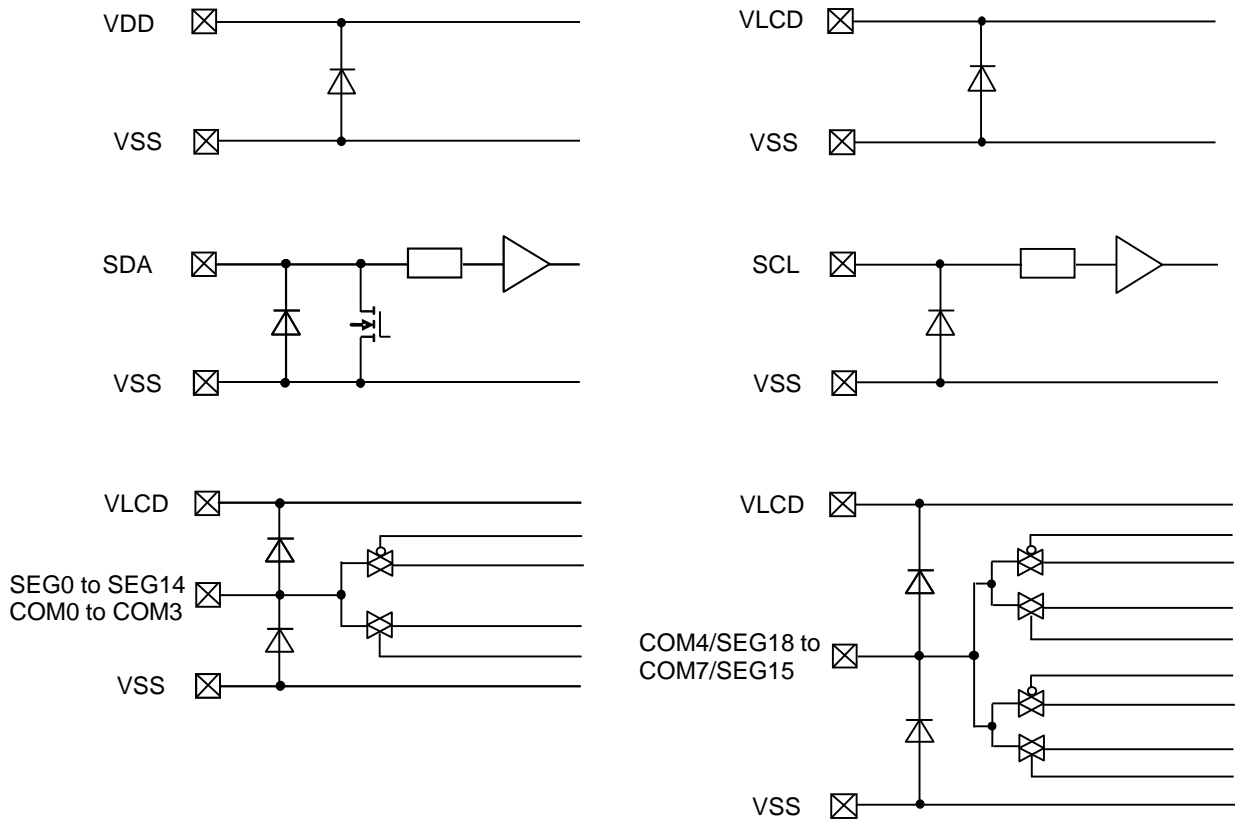 VDD
VSS
VLCD
VSS
SDA
VSS
SCL
VSS
VLCD
SEG0 to SEG14
COM0 to COM3
VSS
VLCD
COM4/SEG18 to
COM7/SEG15
VSS